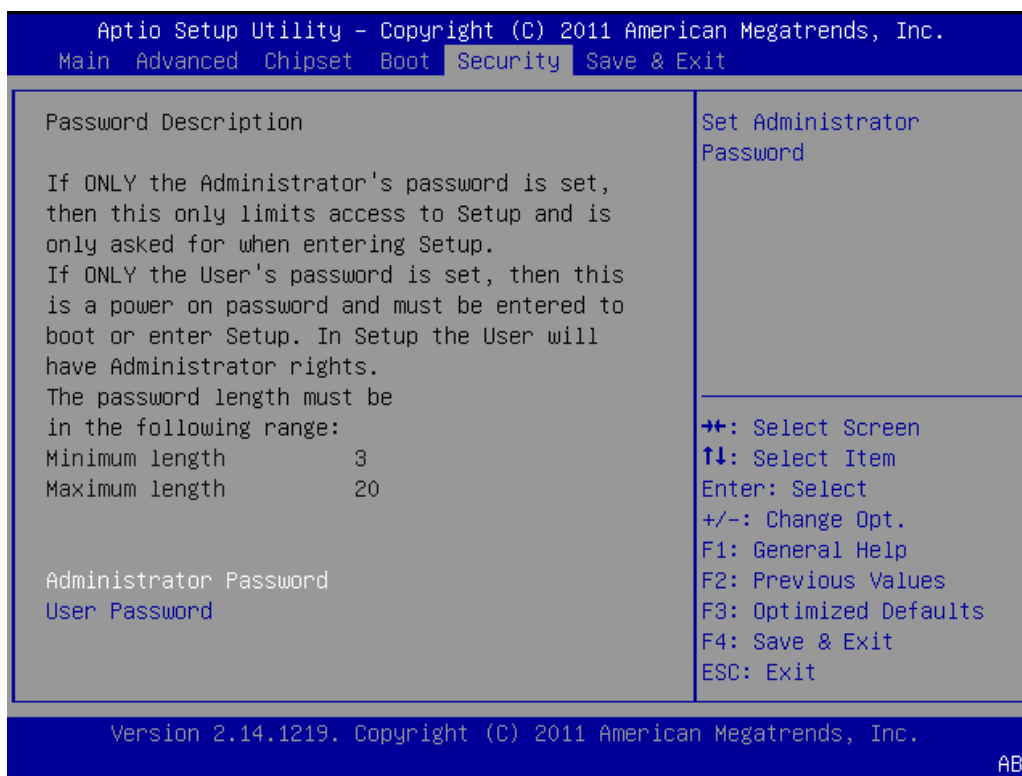 Aptio Setup Utility – Copyright (C) 2011 American Megatrends, Inc.
Main Advanced Chipset Boot Security Save & Exit
Password Description
If ONLY the Administrator's password is set,
then this only limits access to Setup and is
only asked for when entering Setup.
If ONLY the User's password is set, then this
is a power on password and must be entered to
boot or enter Setup. In Setup the User will
have Administrator rights.
The password length must be
in the following range:
Minimum length 3
Maximum length 20
Administrator Password
User Password
Set Administrator
Password
→←: Select Screen
↑↓: Select Item
Enter: Select
+/-: Change Opt.
F1: General Help
F2: Previous Values
F3: Optimized Defaults
F4: Save & Exit
ESC: Exit
Version 2.14.1219. Copyright (C) 2011 American Megatrends, Inc.
AB